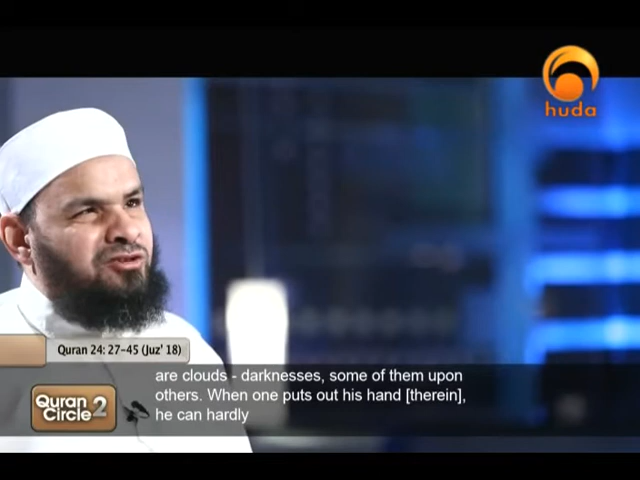 huda
Quran 24: 27-45 (Juz' 18)
are clouds - darknesses, some of them upon
others. When one puts out his hand [therein],
he can hardly
Quran
Circle 2